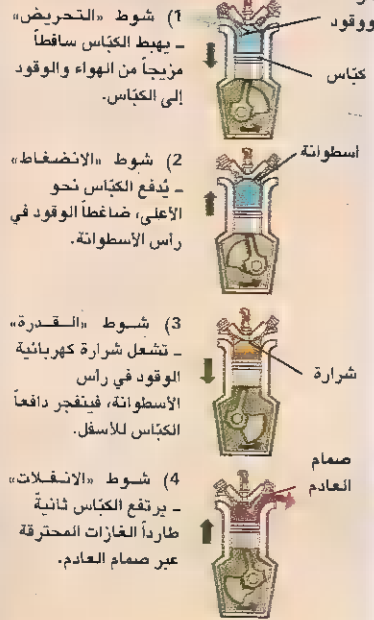 ووقود
كبّاس
1) شوط «التحريض»
ـ يهبط الكبّاس ساقطاً
مزيجاً من الهواء والوقود
إلى الكبّاس.
أسطوانة
2) شوط «الانضغاط»
ـ يُدفع الكبّاس نحو
الأعلى، ضاغطاً الوقود في
رأس الأسطوانة.
3) شوط «القدرة»
ـ تشعل شرارة كهربائية
الوقود في رأس
الأسطوانة، فينفجر دافعاً
الكبّاس للأسفل.
شرارة
4) شوط «الانفلات»
ـ يرتفع الكبّاس ثانيةً
طارداً الغازات المحترقة
عبر صمام العادم.
صمام
العادم